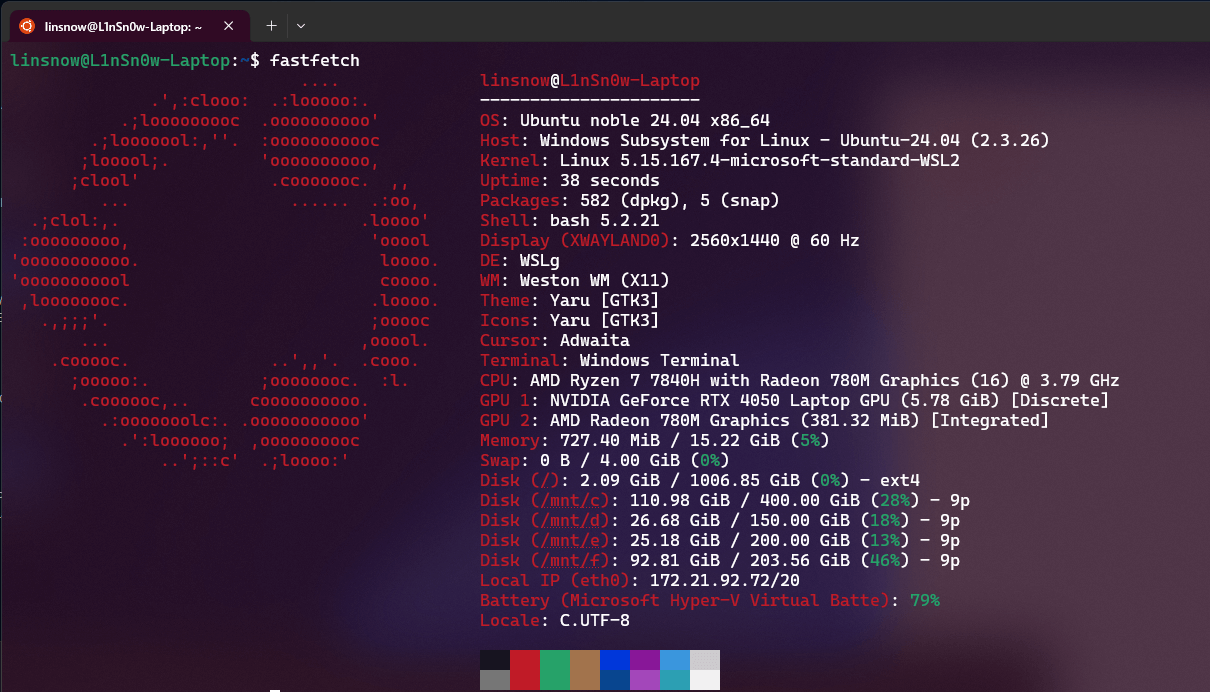 linsnow@L1nSn0w-Laptop: ~
linsnow@L1nSn0w-Laptop:~$ fastfetch
....
.',:clooo:  .:looooo:.
.;looooooooc  .oooooooooo'
.;looooool:,''.  :ooooooooooc
;looool;.         'oooooooooo,
;clool'             .cooooooc.  ,,
...                ......  .:oo,
.;clol:,.                        .loooo'
:ooooooooo,                        'ooool
'ooooooooooo.                        loooo.
'ooooooooool                         coooo.
,loooooooc.                        .loooo.
.,;;;'.                          ;ooooc
...                         ,ooool.
.cooooc.              ..',,'.  .cooo.
;ooooo:.           ;oooooooc.  :l.
.coooooc,..      coooooooooo.
.:ooooooolc:. .ooooooooooo'
.':loooooo;  ,oooooooooc
..';::c'  .;loooo:'
linsnow@L1nSn0w-Laptop
----------------------
OS: Ubuntu noble 24.04 x86_64
Host: Windows Subsystem for Linux - Ubuntu-24.04 (2.3.26)
Kernel: Linux 5.15.167.4-microsoft-standard-WSL2
Uptime: 38 seconds
Packages: 582 (dpkg), 5 (snap)
Shell: bash 5.2.21
Display (XWAYLAND0): 2560x1440 @ 60 Hz
DE: WSLg
WM: Weston WM (X11)
Theme: Yaru [GTK3]
Icons: Yaru [GTK3]
Cursor: Adwaita
Terminal: Windows Terminal
CPU: AMD Ryzen 7 7840H with Radeon 780M Graphics (16) @ 3.79 GHz
GPU 1: NVIDIA GeForce RTX 4050 Laptop GPU (5.78 GiB) [Discrete]
GPU 2: AMD Radeon 780M Graphics (381.32 MiB) [Integrated]
Memory: 727.40 MiB / 15.22 GiB (5%)
Swap: 0 B / 4.00 GiB (0%)
Disk (/): 2.09 GiB / 1006.85 GiB (0%) - ext4
Disk (/mnt/c): 110.98 GiB / 400.00 GiB (28%) - 9p
Disk (/mnt/d): 26.68 GiB / 150.00 GiB (18%) - 9p
Disk (/mnt/e): 25.18 GiB / 200.00 GiB (13%) - 9p
Disk (/mnt/f): 92.81 GiB / 203.56 GiB (46%) - 9p
Local IP (eth0): 172.21.92.72/20
Battery (Microsoft Hyper-V Virtual Batte): 79%
Locale: C.UTF-8